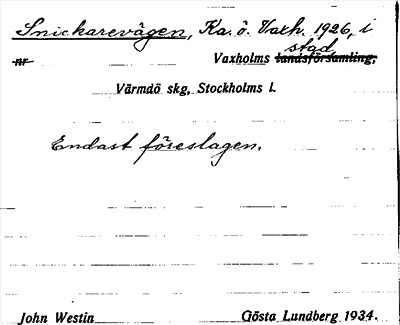 Snickarevägen, Ka. ö. Vaxh. 1926, i
stad
nr Vaxholms landsförsamling,
Värmdö skg, Stockholms l.
Endast föreslagen.
John Westin Gösta Lundberg 1934.